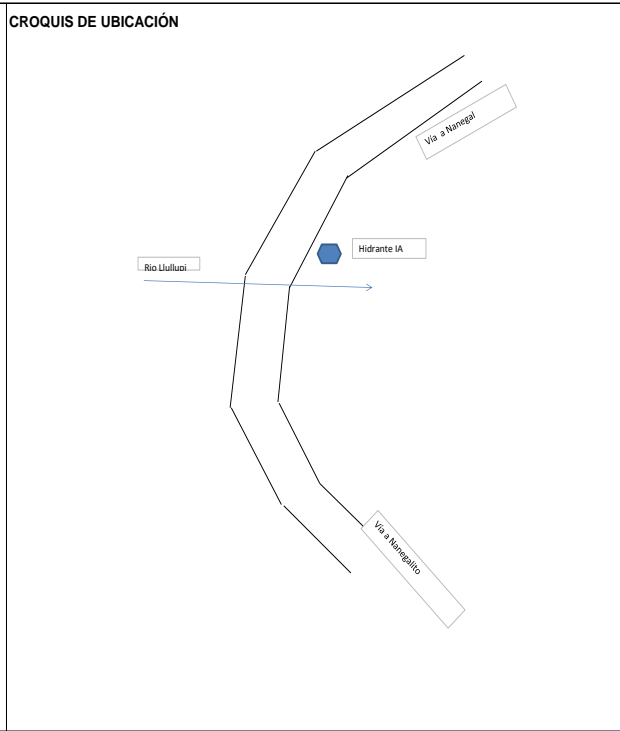 CROQUIS DE UBICACIÓN
Vía a Nanegal
Hidrante IA
Rio Llullupi
Vía a Nanegalito